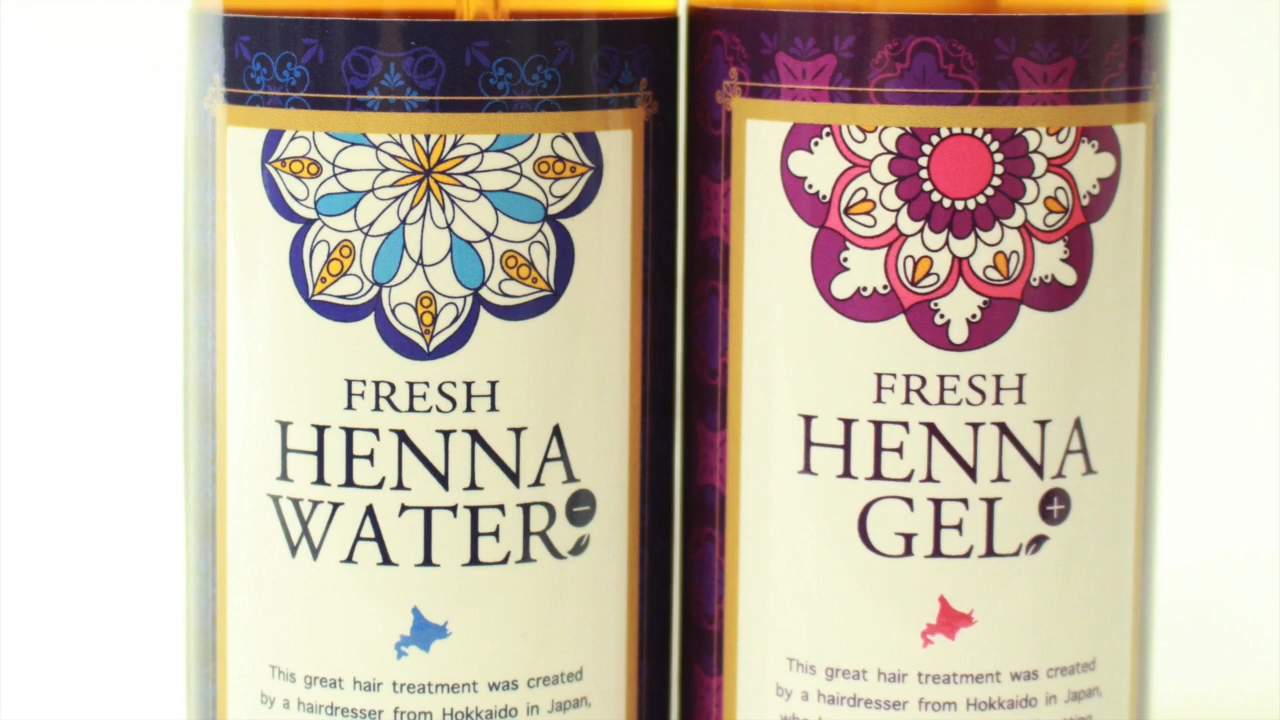 FRESH
HENNA
WATER
This great hair treatment was created
by a hairdresser from Hokkaido in Japan,
FRESH
HENNA
GEL
This great hair treatment was created
by a hairdresser from Hokkaido in Japan,